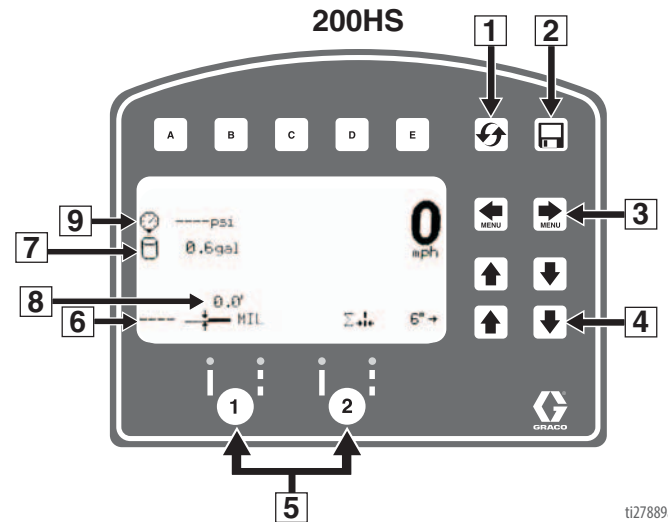 200HS
1
2
A B C D E
MENU MENU
3
9
----psi
0
mph
7
0.6gal
8
0.0'
6
---- MIL
Σ
6"→
4
1 2
GRACO
5
ti27889